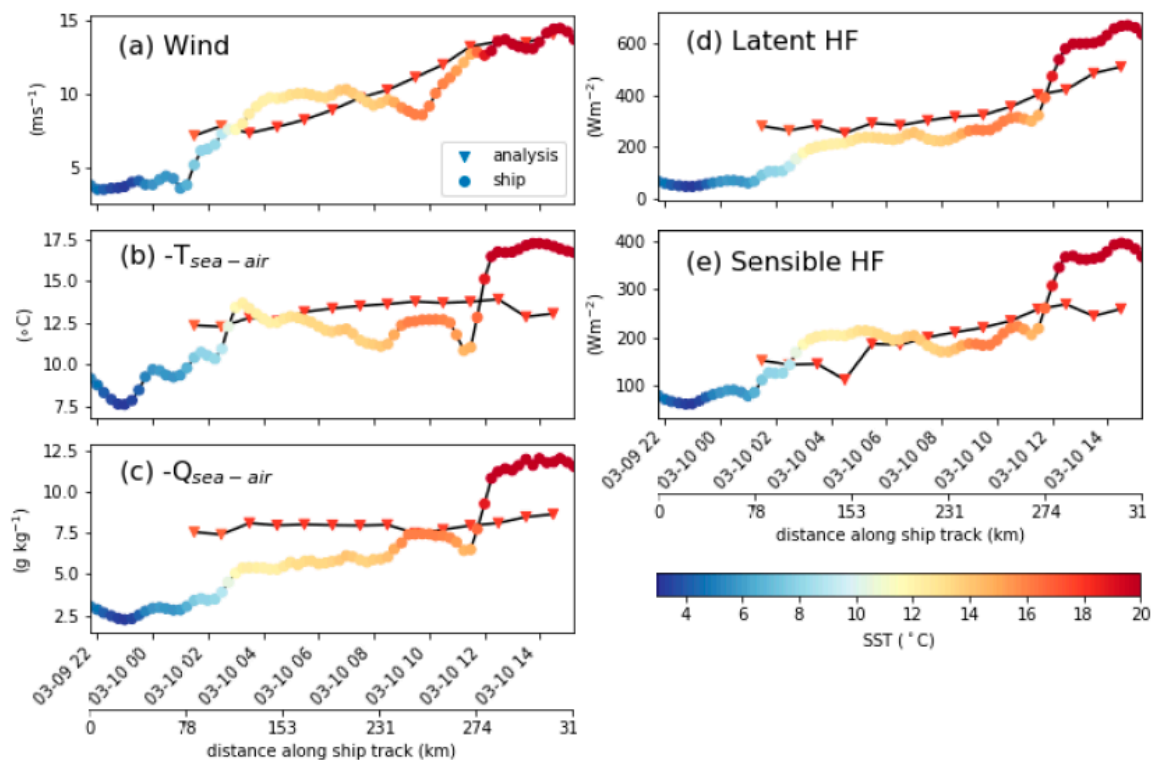 (a) Wind
15
10
5
(ms⁻¹)
analysis
ship
(b) -T_{sea-air}
17.5
15.0
12.5
10.0
7.5
(∘C)
(c) -Q_{sea-air}
12.5
10.0
7.5
5.0
2.5
(g kg⁻¹)
03-09 22
03-10 00
03-10 02
03-10 04
03-10 06
03-10 08
03-10 10
03-10 12
03-10 14
0 78 153 231 274 31
distance along ship track (km)
(d) Latent HF
600
400
200
0
(Wm⁻²)
(e) Sensible HF
400
300
200
100
(Wm⁻²)
03-09 22
03-10 00
03-10 02
03-10 04
03-10 06
03-10 08
03-10 10
03-10 12
03-10 14
0 78 153 231 274 31
distance along ship track (km)
4 6 8 10 12 14 16 18 20
SST (°C)